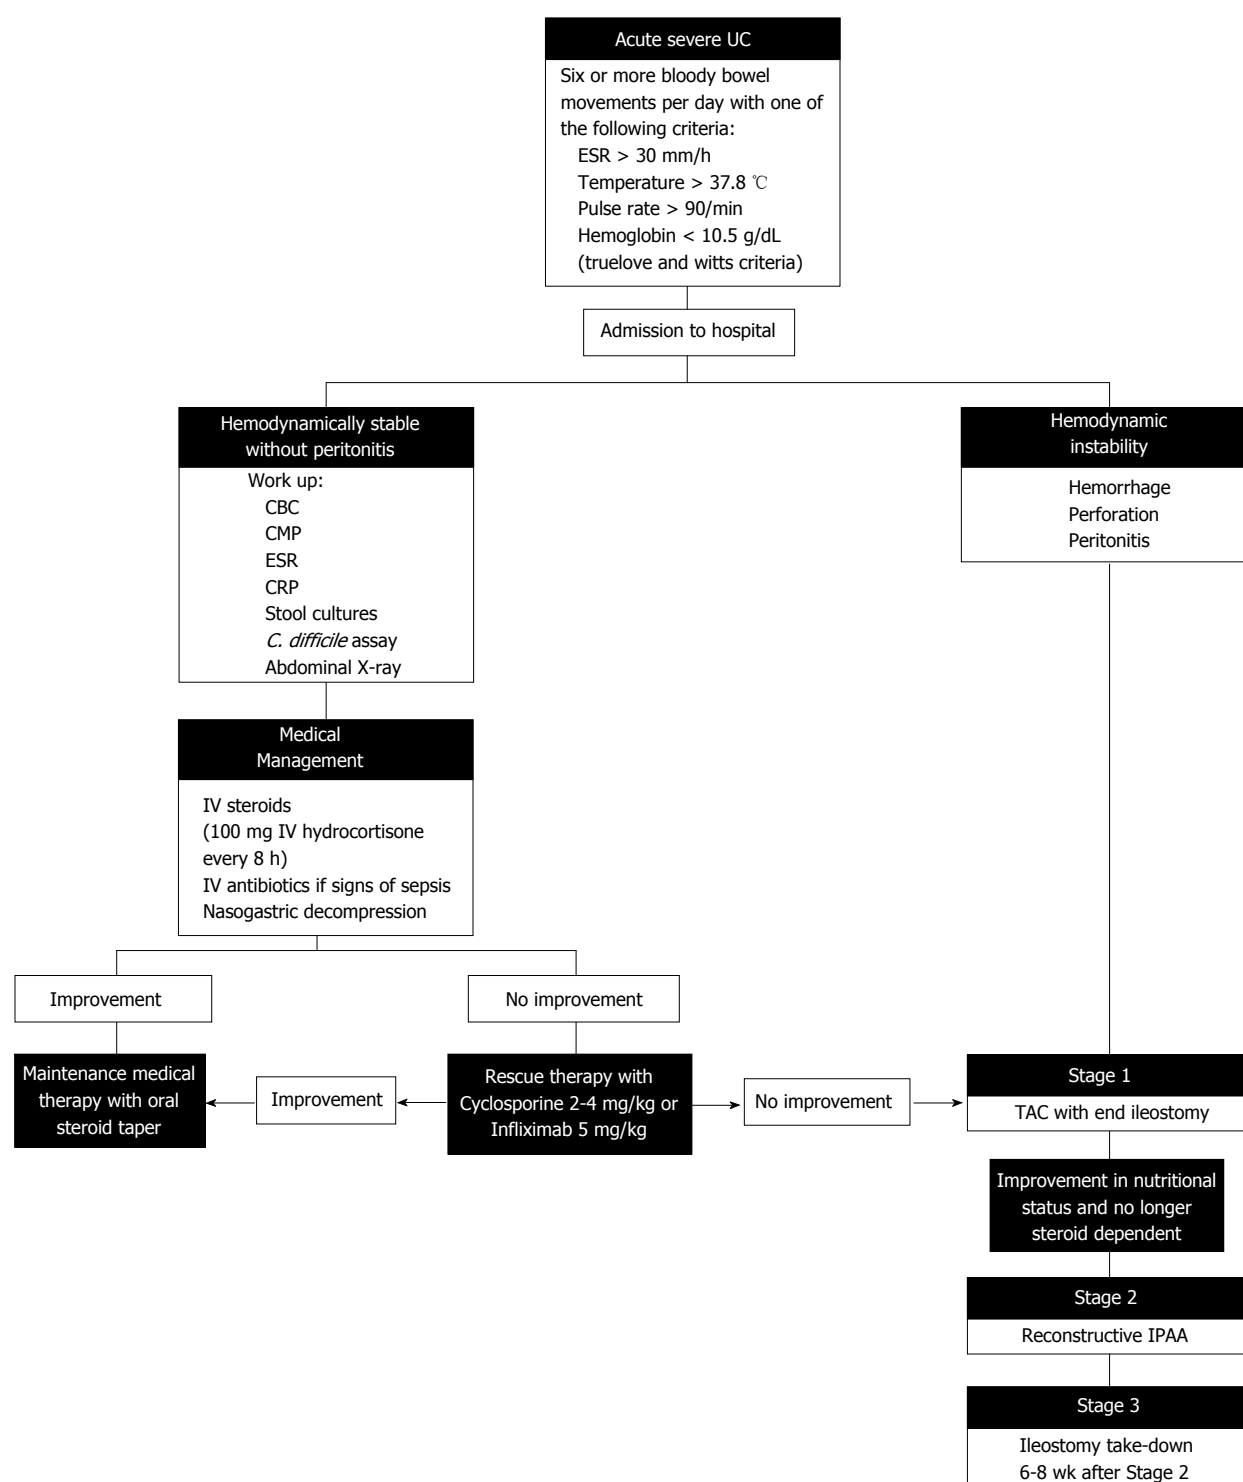 Acute severe UC
Six or more bloody bowel
movements per day with one of
the following criteria:
ESR > 30 mm/h
Temperature > 37.8 ℃
Pulse rate > 90/min
Hemoglobin < 10.5 g/dL
(truelove and witts criteria)
Admission to hospital
Hemodynamically stable
without peritonitis
Work up:
CBC
CMP
ESR
CRP
Stool cultures
C. difficile assay
Abdominal X-ray
Hemodynamic
instability
Hemorrhage
Perforation
Peritonitis
Medical
Management
IV steroids
(100 mg IV hydrocortisone
every 8 h)
IV antibiotics if signs of sepsis
Nasogastric decompression
Improvement
No improvement
Maintenance medical
therapy with oral
steroid taper
Improvement
Rescue therapy with
Cyclosporine 2-4 mg/kg or
Infliximab 5 mg/kg
No improvement
Stage 1
TAC with end ileostomy
Improvement in nutritional
status and no longer
steroid dependent
Stage 2
Reconstructive IPAA
Stage 3
Ileostomy take-down
6-8 wk after Stage 2